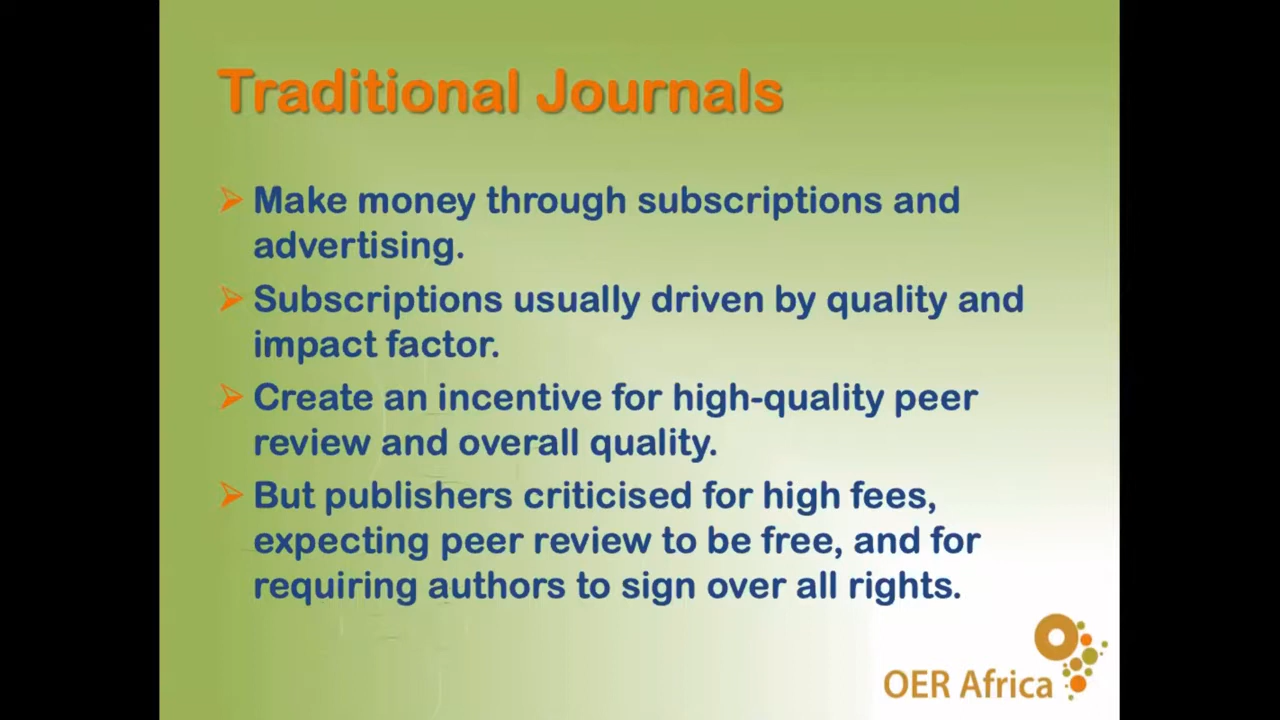 Traditional Journals
Make money through subscriptions and
advertising.
Subscriptions usually driven by quality and
impact factor.
Create an incentive for high-quality peer
review and overall quality.
But publishers criticised for high fees,
expecting peer review to be free, and for
requiring authors to sign over all rights.
OER Africa